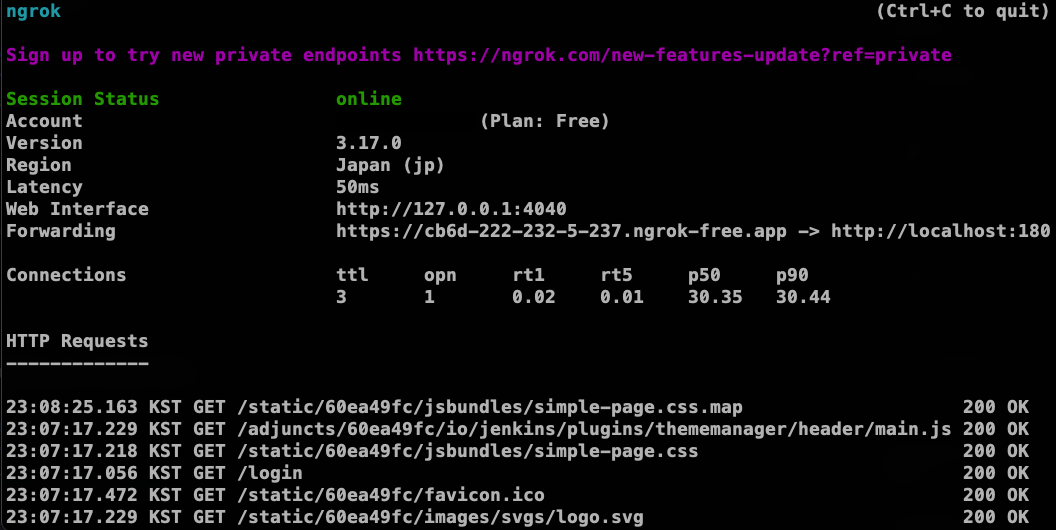 ngrok (Ctrl+C to quit)
Sign up to try new private endpoints https://ngrok.com/new-features-update?ref=private
Session Status online
Account (Plan: Free)
Version 3.17.0
Region Japan (jp)
Latency 50ms
Web Interface http://127.0.0.1:4040
Forwarding https://cb6d-222-232-5-237.ngrok-free.app -> http://localhost:180
Connections ttl opn rt1 rt5 p50 p90
3 1 0.02 0.01 30.35 30.44
HTTP Requests
-------------
23:08:25.163 KST GET /static/60ea49fc/jsbundles/simple-page.css.map 200 OK
23:07:17.229 KST GET /adjuncts/60ea49fc/io/jenkins/plugins/thememanager/header/main.js 200 OK
23:07:17.218 KST GET /static/60ea49fc/jsbundles/simple-page.css 200 OK
23:07:17.056 KST GET /login 200 OK
23:07:17.472 KST GET /static/60ea49fc/favicon.ico 200 OK
23:07:17.229 KST GET /static/60ea49fc/images/svgs/logo.svg 200 OK